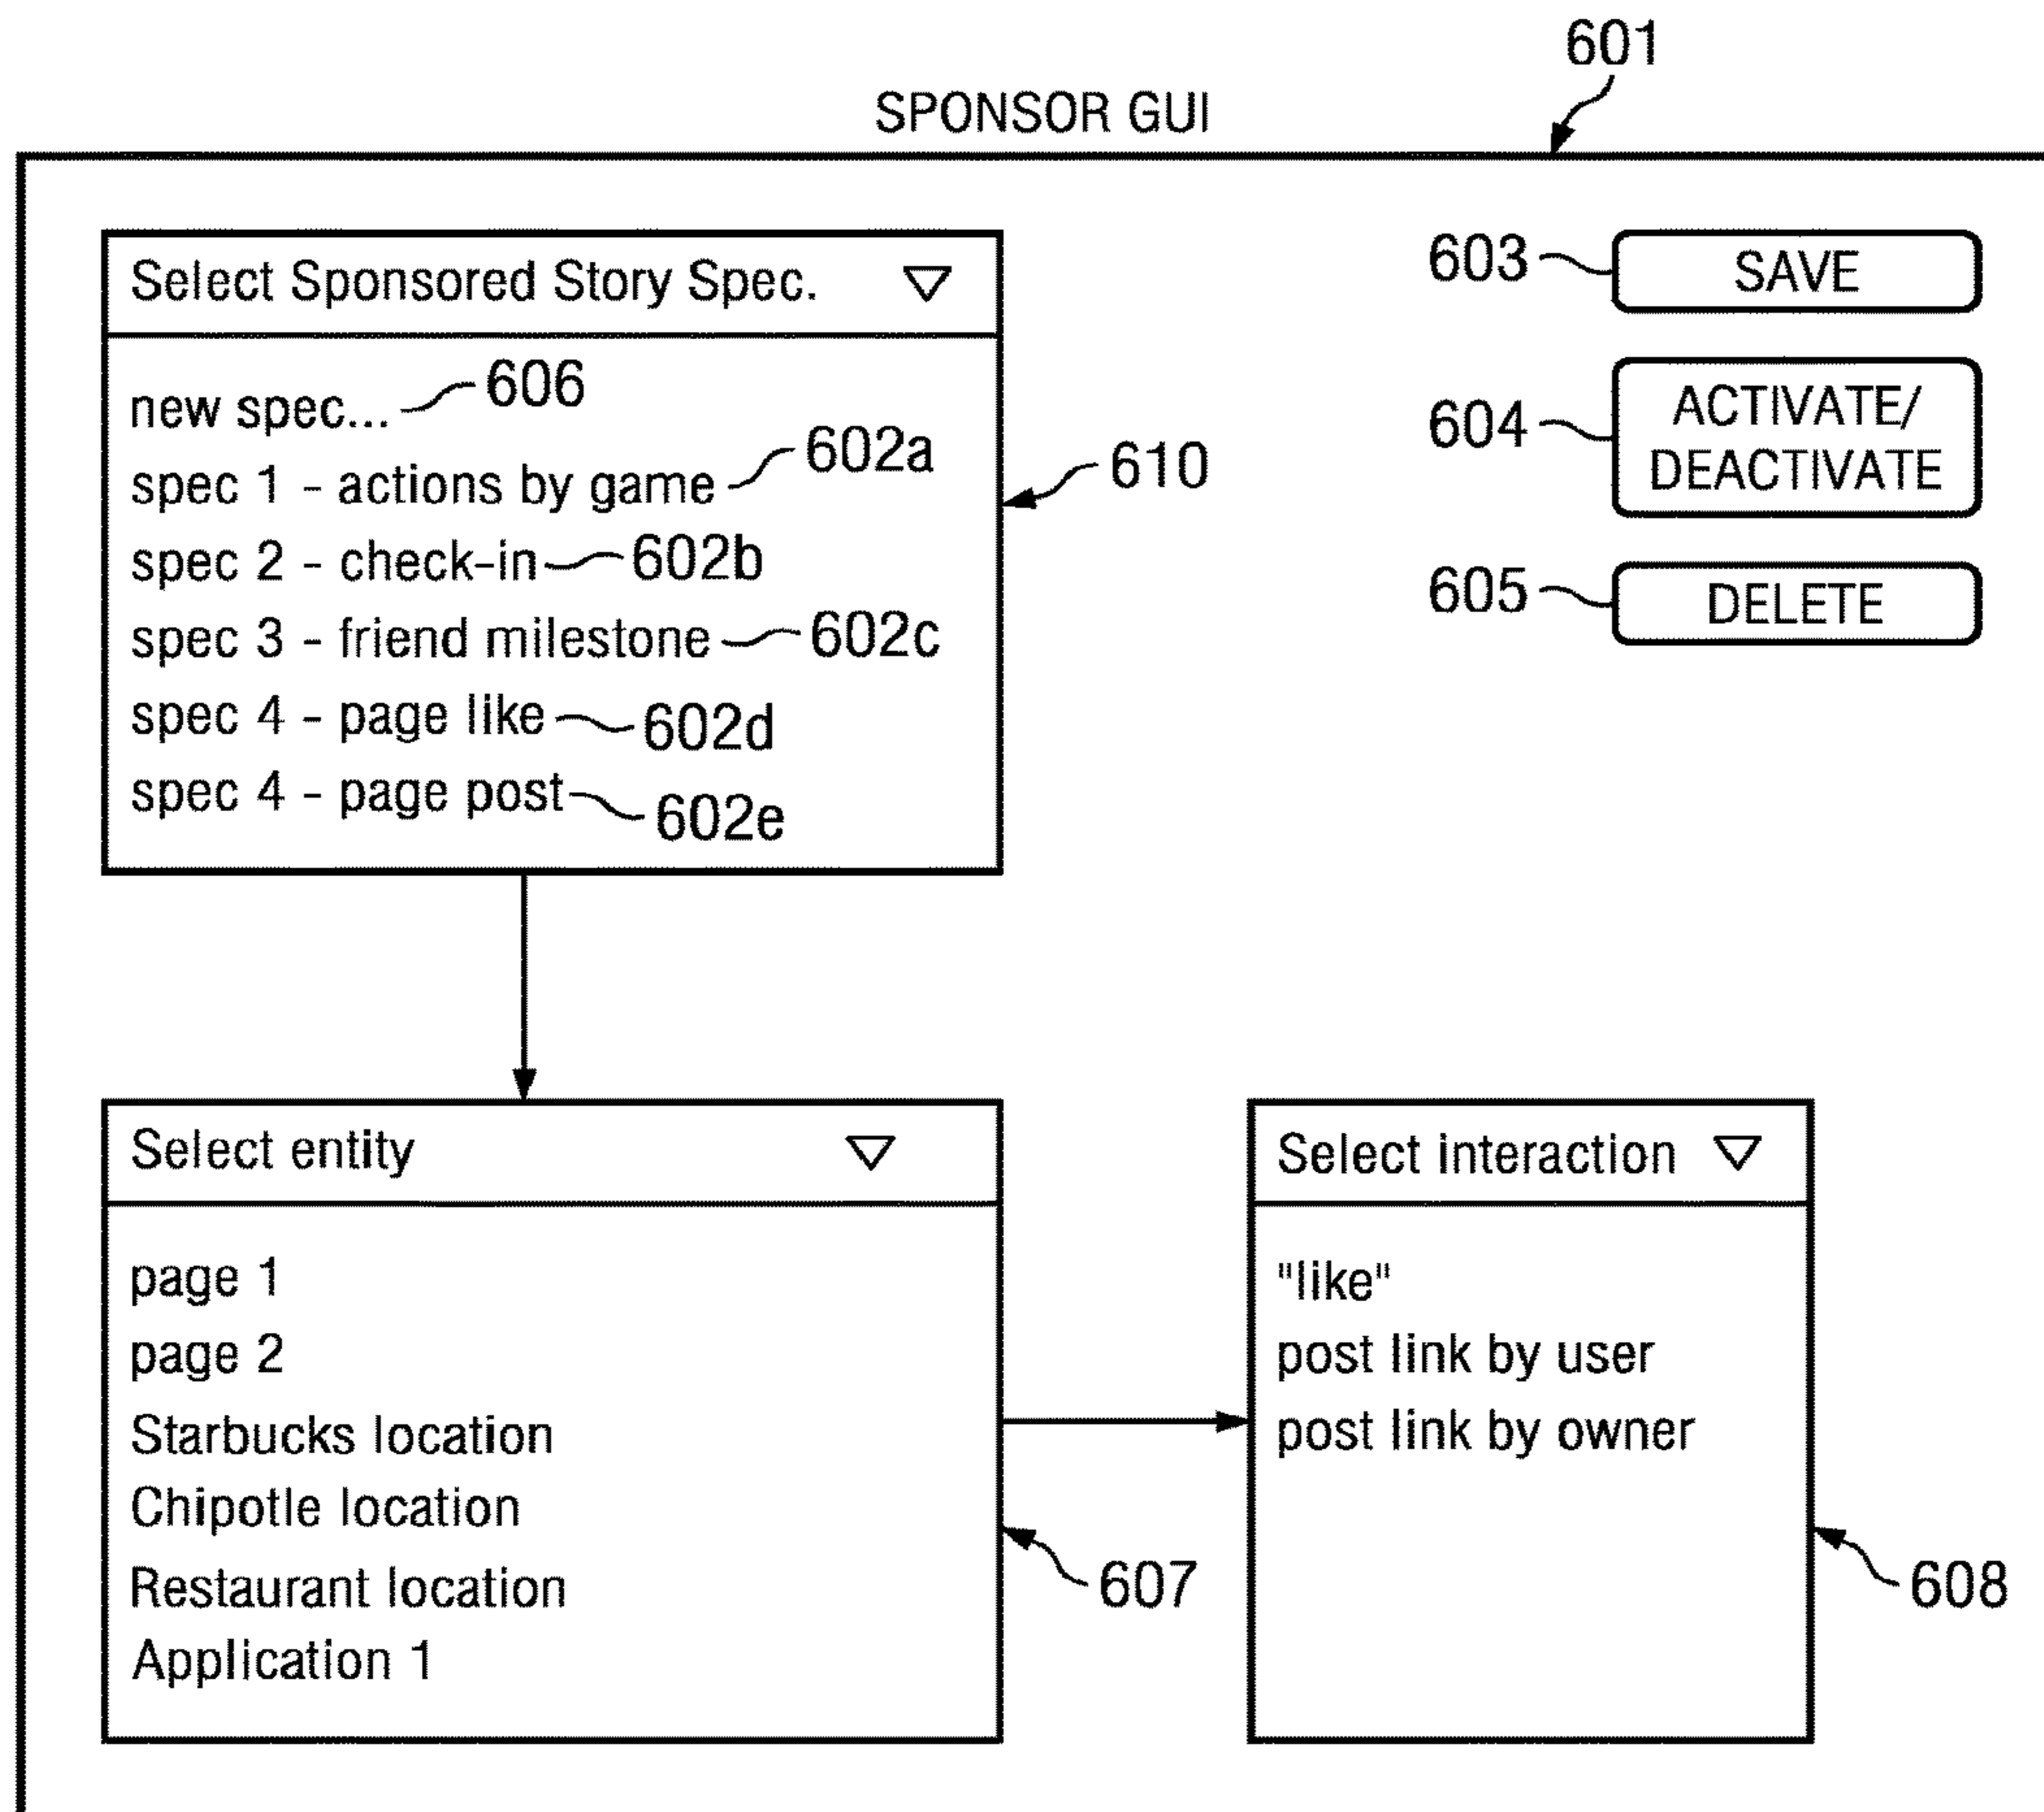 601
SPONSOR GUI
Select Sponsored Story Spec.
new spec... 606
spec 1 - actions by game 602a
spec 2 - check-in 602b
spec 3 - friend milestone 602c
spec 4 - page like 602d
spec 4 - page post 602e
610
603 SAVE
604 ACTIVATE/
DEACTIVATE
605 DELETE
Select entity
page 1
page 2
Starbucks location
Chipotle location
Restaurant location
Application 1
607
Select interaction
"like"
post link by user
post link by owner
608